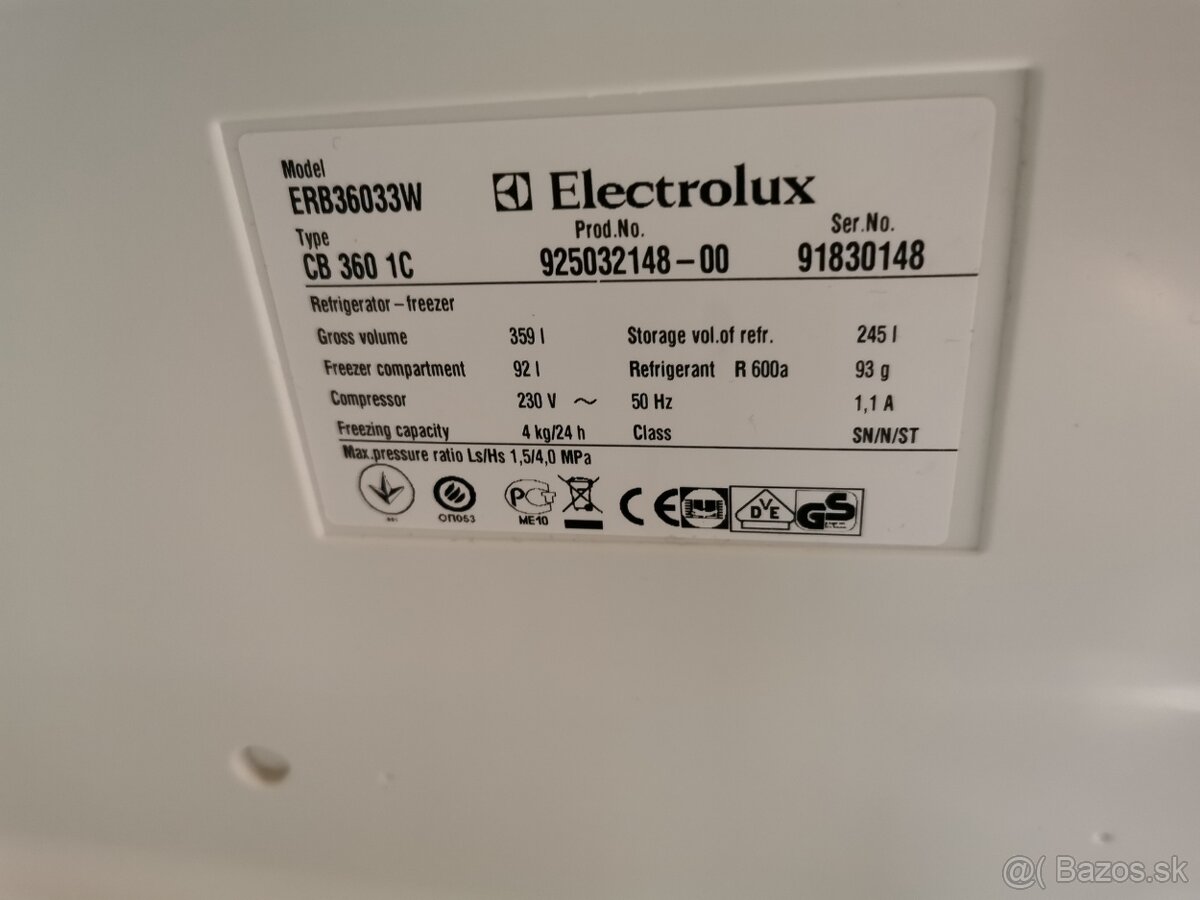 Model
ERB36033W
Electrolux
Type
CB 360 1C
Prod.No.
925032148-00
Ser.No.
91830148
Refrigerator-freezer
Gross volume 359 l Storage vol.of refr. 245 l
Freezer compartment 92 l Refrigerant R 600a 93 g
Compressor 230 V ~ 50 Hz 1,1 A
Freezing capacity 4 kg/24 h Class SN/N/ST
Max.pressure ratio Ls/Hs 1,5/4,0 MPa
ОП053
PCT
ME10
CE
DVE
GS
@( Bazos.sk